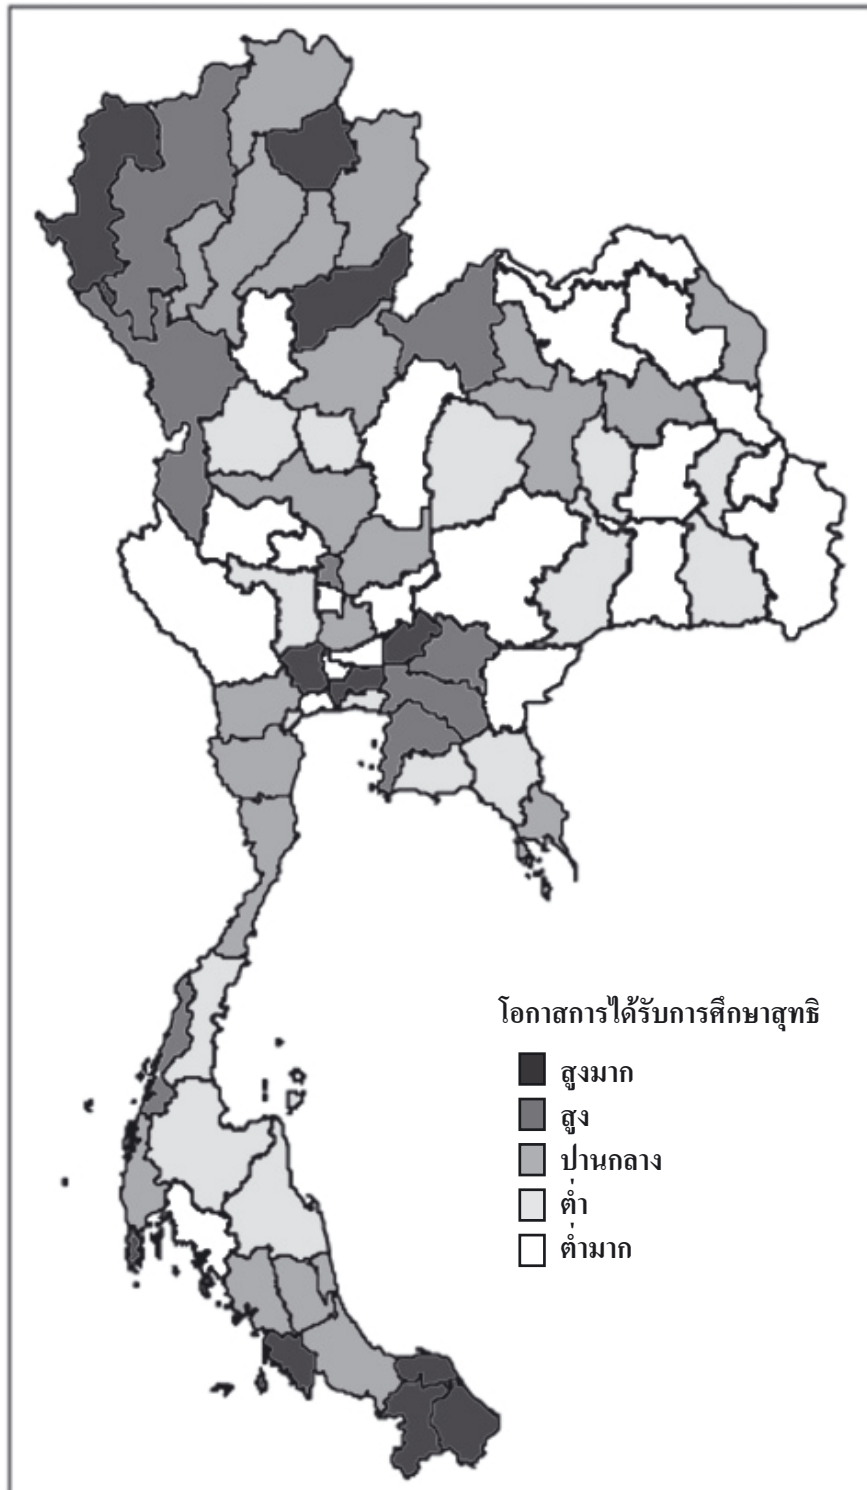 โอกาสการได้รับการศึกษาสุทธิ
สูงมาก
สูง
ปานกลาง
ต่ำ
ต่ำมาก